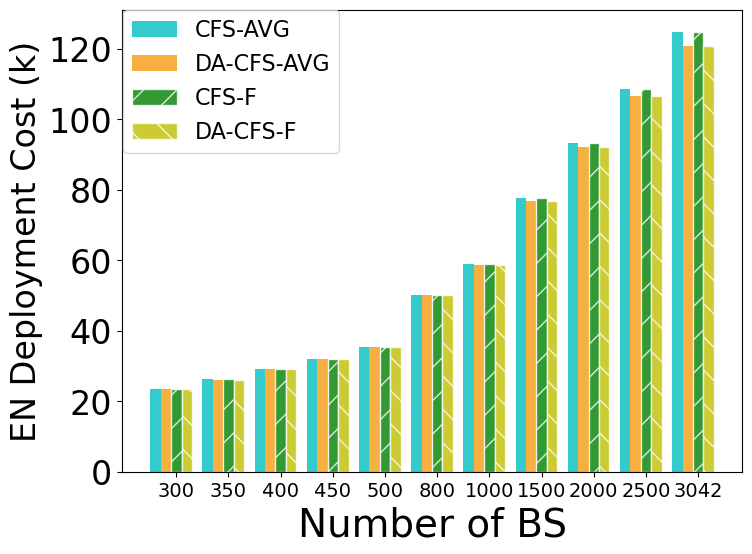 CFS-AVG
DA-CFS-AVG
CFS-F
DA-CFS-F
EN Deployment Cost (k)
120
100
80
60
40
20
0
300 350 400 450 500 800 1000 1500 2000 2500 3042
Number of BS